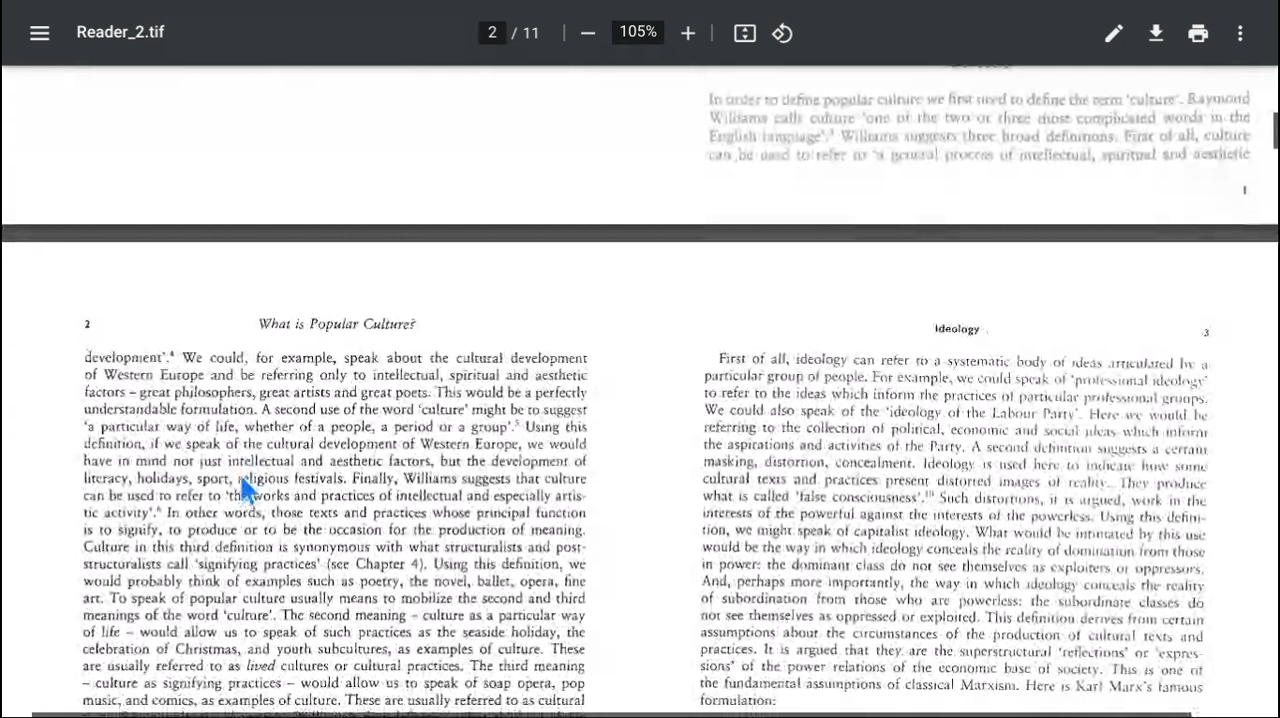 Reader_2.tif
2 / 11
105%
In order to define popular culture we first need to define the term 'culture'. Raymond
Williams calls culture 'one of the two or three most complicated words in the
English language'. Williams suggests three broad definitions. First of all, culture
can be used to refer to 'a general process of intellectual, spiritual and aesthetic
1
2 What is Popular Culture?
development'.⁴ We could, for example, speak about the cultural development
of Western Europe and be referring only to intellectual, spiritual and aesthetic
factors – great philosophers, great artists and great poets. This would be a perfectly
understandable formulation. A second use of the word 'culture' might be to suggest
'a particular way of life, whether of a people, a period or a group'.⁵ Using this
definition, if we speak of the cultural development of Western Europe, we would
have in mind not just intellectual and aesthetic factors, but the development of
literacy, holidays, sport, religious festivals. Finally, Williams suggests that culture
can be used to refer to 'the works and practices of intellectual and especially artis-
tic activity'.⁶ In other words, those texts and practices whose principal function
is to signify, to produce or to be the occasion for the production of meaning.
Culture in this third definition is synonymous with what structuralists and post-
structuralists call 'signifying practices' (see Chapter 4). Using this definition, we
would probably think of examples such as poetry, the novel, ballet, opera, fine
art. To speak of popular culture usually means to mobilize the second and third
meanings of the word 'culture'. The second meaning – culture as a particular way
of life – would allow us to speak of such practices as the seaside holiday, the
celebration of Christmas, and youth subcultures, as examples of culture. These
are usually referred to as lived cultures or cultural practices. The third meaning
– culture as signifying practices – would allow us to speak of soap opera, pop
music, and comics, as examples of culture. These are usually referred to as cultural
Ideology 3
First of all, ideology can refer to a systematic body of ideas articulated by a
particular group of people. For example, we could speak of 'professional ideology'
to refer to the ideas which inform the practices of particular professional groups.
We could also speak of the 'ideology of the Labour Party'. Here we would be
referring to the collection of political, economic and social ideas which inform
the aspirations and activities of the Party. A second definition suggests a certain
masking, distortion, concealment. Ideology is used here to indicate how some
cultural texts and practices present distorted images of reality. They produce
what is called 'false consciousness'.¹⁰ Such distortions, it is argued, work in the
interests of the powerful against the interests of the powerless. Using this defini-
tion, we might speak of capitalist ideology. What would be intimated by this use
would be the way in which ideology conceals the reality of domination from those
in power: the dominant class do not see themselves as exploiters or oppressors.
And, perhaps more importantly, the way in which ideology conceals the reality
of subordination from those who are powerless: the subordinate classes do
not see themselves as oppressed or exploited. This definition derives from certain
assumptions about the circumstances of the production of cultural texts and
practices. It is argued that they are the superstructural 'reflections' or 'expres-
sions' of the power relations of the economic base of society. This is one of
the fundamental assumptions of classical Marxism. Here is Karl Marx's famous
formulation: